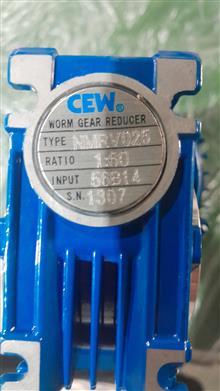 CEW®
WORM GEAR REDUCER
TYPE NMRV025
RATIO 1:50
INPUT 56B14
S.N. 1307